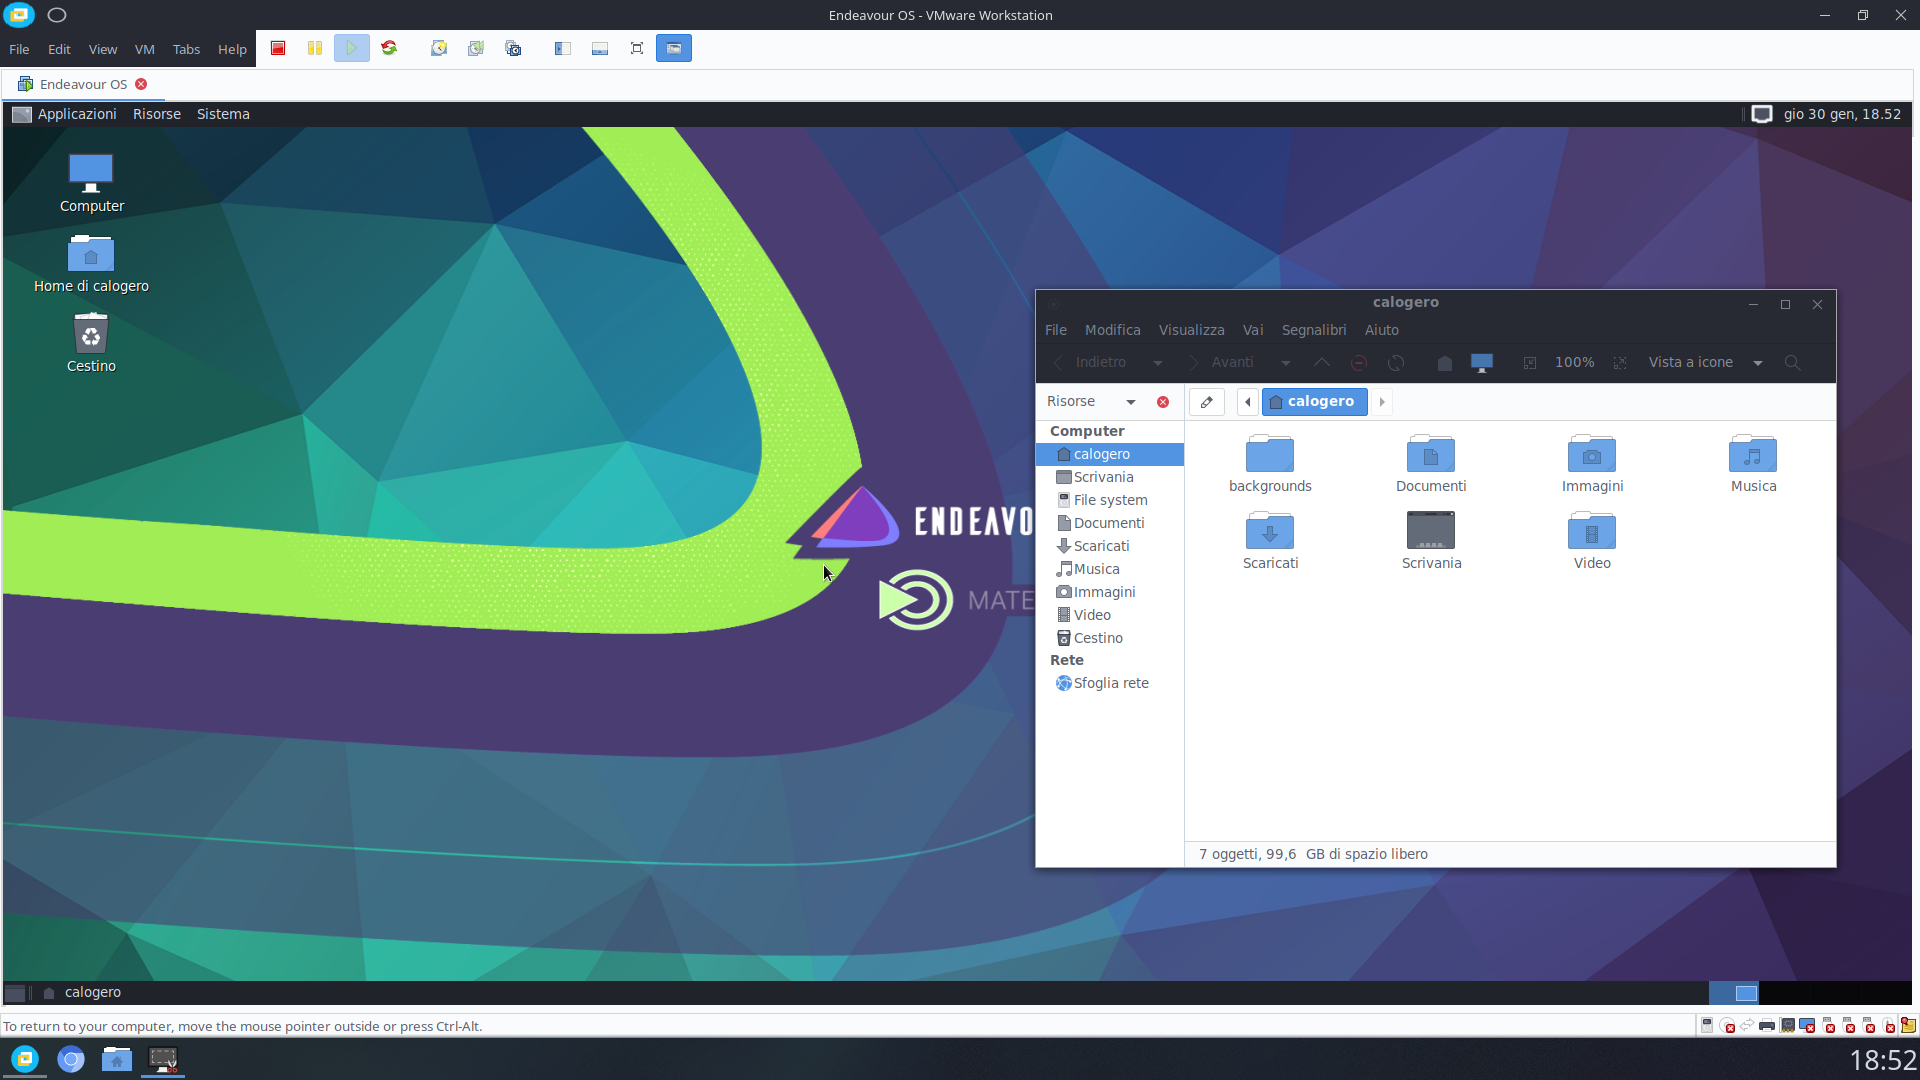 Endeavour OS - VMware Workstation
File Edit View VM Tabs Help
Endeavour OS
Applicazioni Risorse Sistema
gio 30 gen, 18.52
Computer
Home di calogero
Cestino
ENDEAVO
MATE
calogero
File Modifica Visualizza Vai Segnalibri Aiuto
Indietro Avanti 100% Vista a icone
Risorse calogero
Computer
calogero
Scrivania
File system
Documenti
Scaricati
Musica
Immagini
Video
Cestino
Rete
Sfoglia rete
backgrounds Documenti Immagini Musica
Scaricati Scrivania Video
7 oggetti, 99,6 GB di spazio libero
calogero
To return to your computer, move the mouse pointer outside or press Ctrl-Alt.
18:52